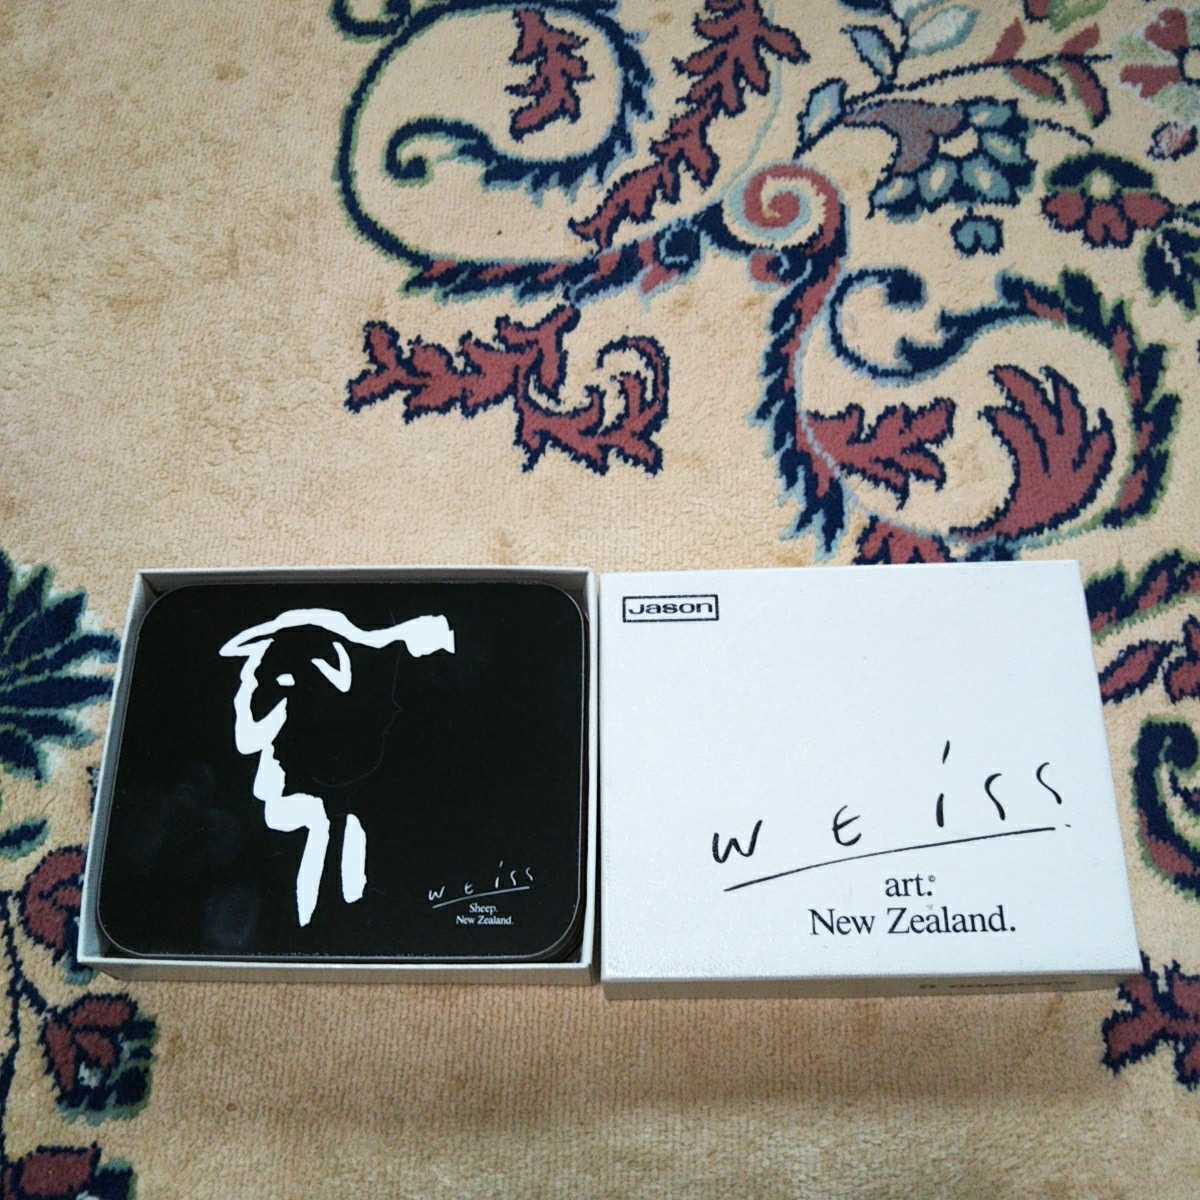 weiss
Sheep.
New Zealand.
Jason
weiss
art.©
New Zealand.